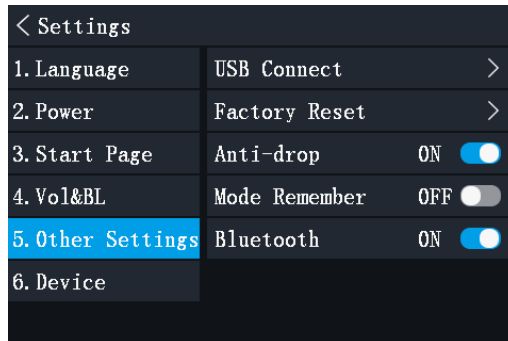 < Settings
1. Language
2. Power
3. Start Page
4. Vol&BL
5. Other Settings
6. Device
USB Connect >
Factory Reset >
Anti-drop ON
Mode Remember OFF
Bluetooth ON